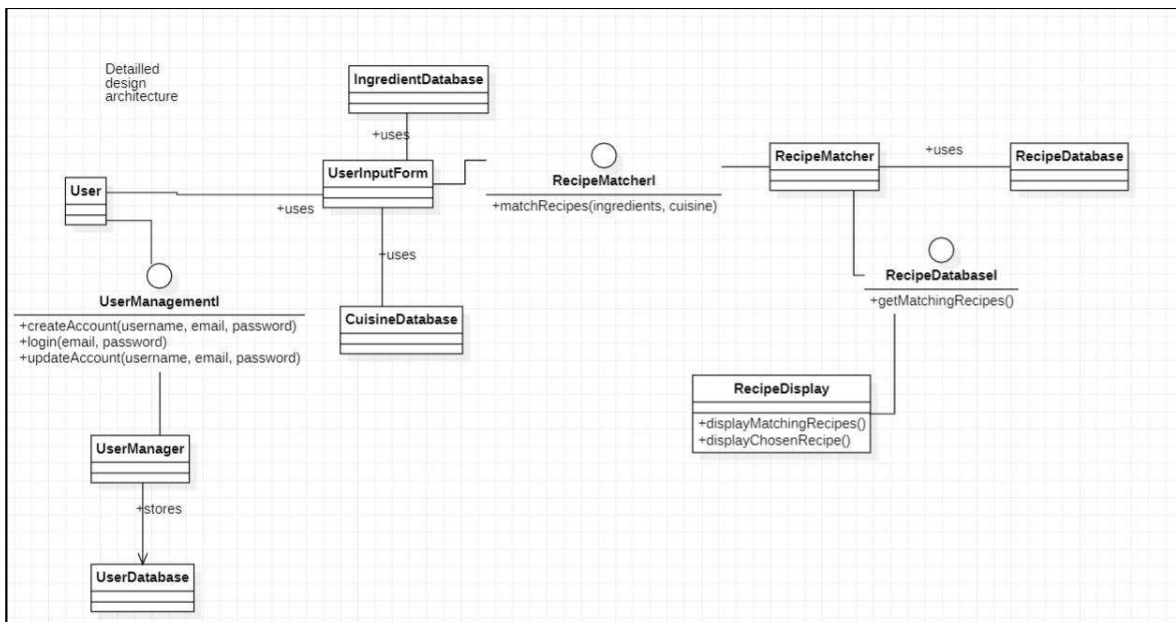 Detailled
design
architecture
IngredientDatabase
+uses
UserInputForm
User
+uses
RecipeMatcherI
+matchRecipes(ingredients, cuisine)
RecipeMatcher
+uses
RecipeDatabase
+uses
UserManagementI
+createAccount(username, email, password)
+login(email, password)
+updateAccount(username, email, password)
CuisineDatabase
RecipeDatabaseI
+getMatchingRecipes()
RecipeDisplay
+displayMatchingRecipes()
+displayChosenRecipe()
UserManager
+stores
UserDatabase